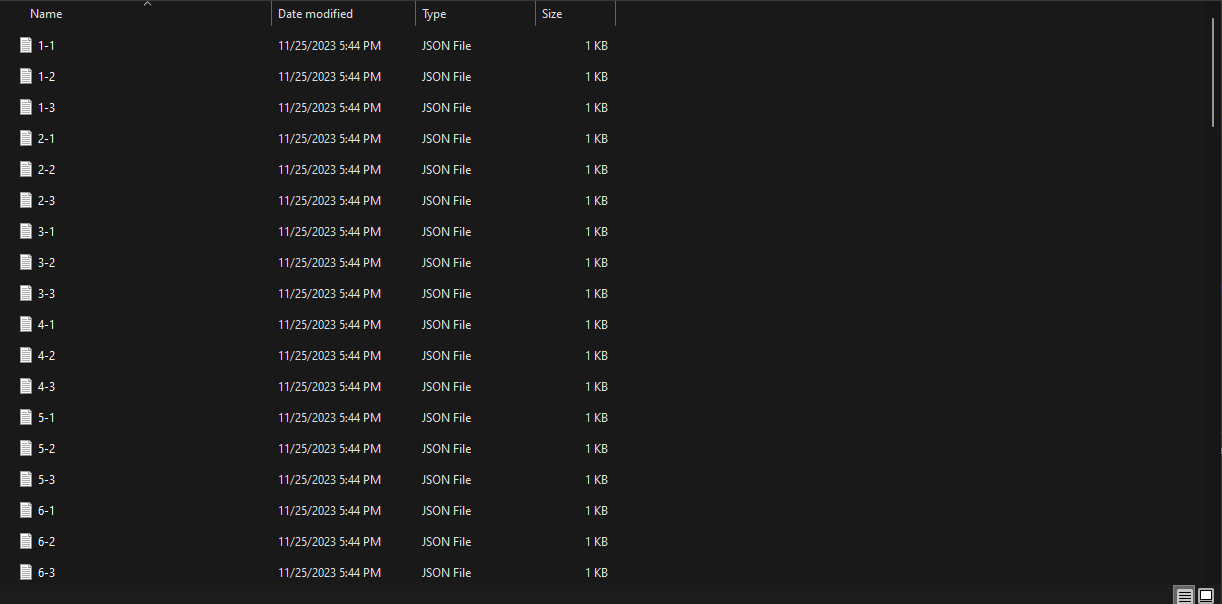 Name Date modified Type Size
1-1 11/25/2023 5:44 PM JSON File 1 KB
1-2 11/25/2023 5:44 PM JSON File 1 KB
1-3 11/25/2023 5:44 PM JSON File 1 KB
2-1 11/25/2023 5:44 PM JSON File 1 KB
2-2 11/25/2023 5:44 PM JSON File 1 KB
2-3 11/25/2023 5:44 PM JSON File 1 KB
3-1 11/25/2023 5:44 PM JSON File 1 KB
3-2 11/25/2023 5:44 PM JSON File 1 KB
3-3 11/25/2023 5:44 PM JSON File 1 KB
4-1 11/25/2023 5:44 PM JSON File 1 KB
4-2 11/25/2023 5:44 PM JSON File 1 KB
4-3 11/25/2023 5:44 PM JSON File 1 KB
5-1 11/25/2023 5:44 PM JSON File 1 KB
5-2 11/25/2023 5:44 PM JSON File 1 KB
5-3 11/25/2023 5:44 PM JSON File 1 KB
6-1 11/25/2023 5:44 PM JSON File 1 KB
6-2 11/25/2023 5:44 PM JSON File 1 KB
6-3 11/25/2023 5:44 PM JSON File 1 KB